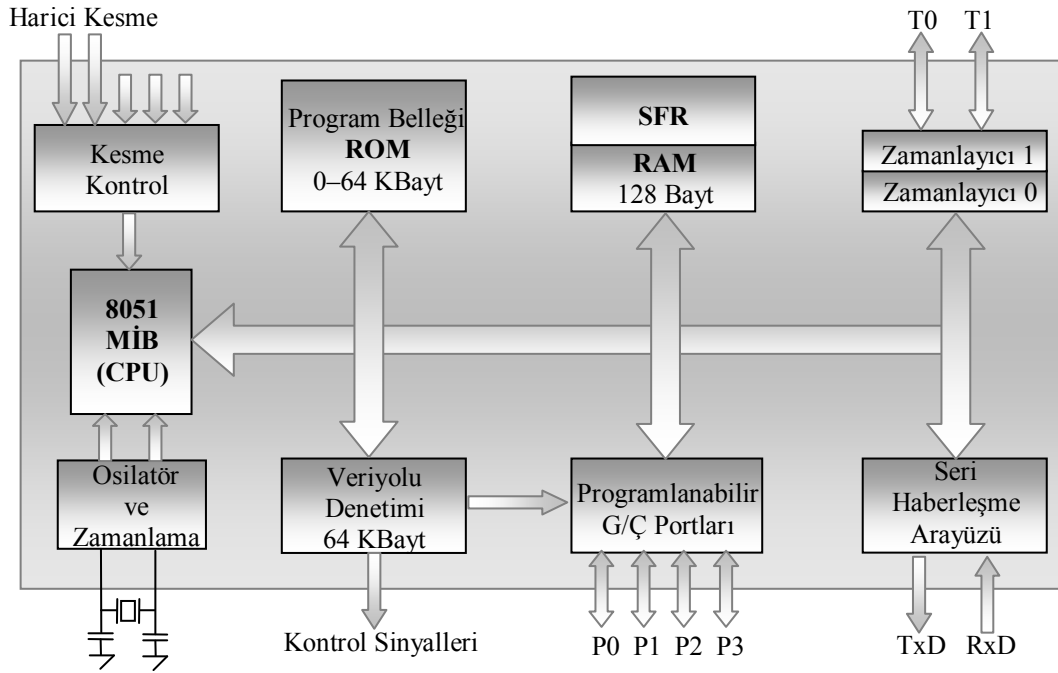 Harici Kesme
T0 T1
Kesme
Kontrol
Program Belleği
ROM
0–64 KBayt
SFR
RAM
128 Bayt
Zamanlayıcı 1
Zamanlayıcı 0
8051
MİB
(CPU)
Osilatör
ve
Zamanlama
Veriyolu
Denetimi
64 KBayt
Programlanabilir
G/Ç Portları
Seri
Haberleşme
Arayüzü
Kontrol Sinyalleri
P0 P1 P2 P3
TxD RxD